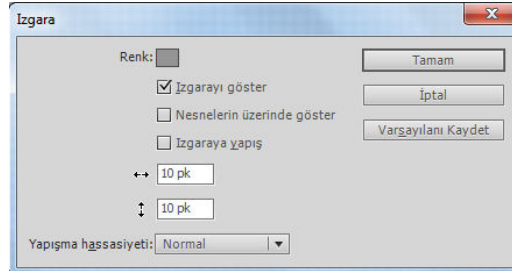 Izgara
Renk:
Tamam
Izgarayı göster
İptal
Nesnelerin üzerinde göster
Varsayılanı Kaydet
Izgaraya yapış
10 pk
10 pk
Yapışma hassasiyeti: Normal